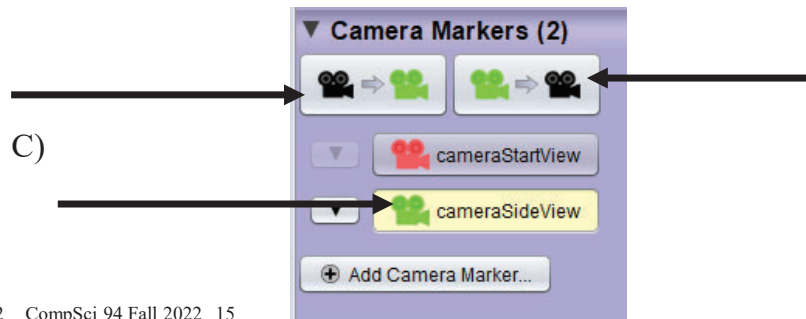 ▼ Camera Markers (2)
C)
cameraStartView
cameraSideView
Add Camera Marker...
2 CompSci 94 Fall 2022 15